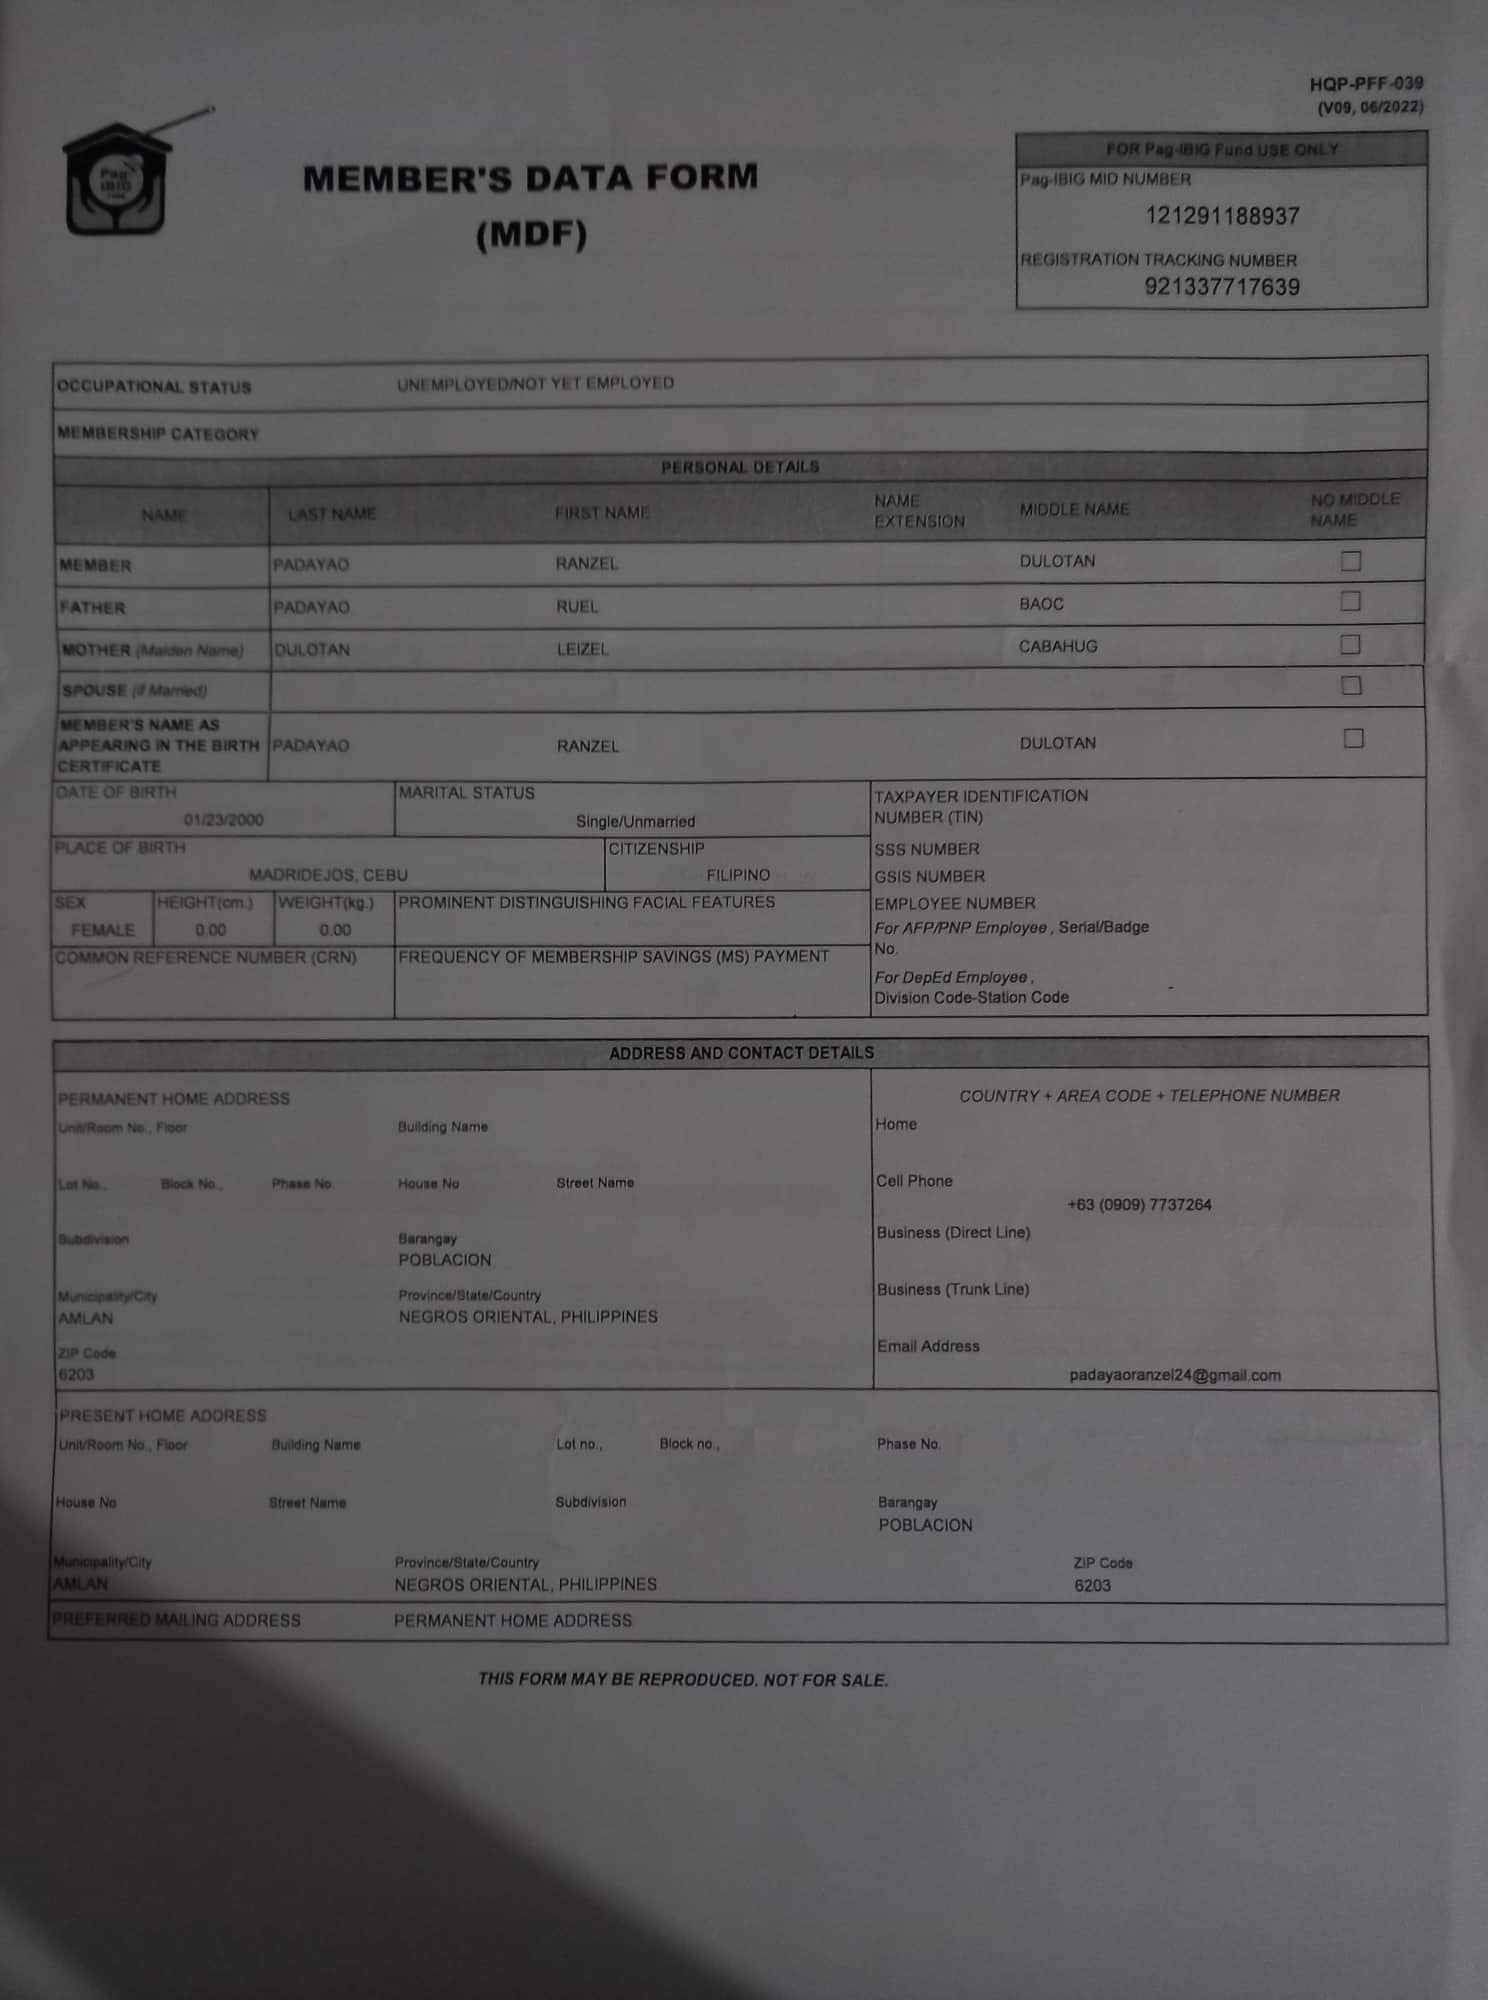 HQP-PFF-039
(V09, 06/2022)
Pag-IBIG
MEMBER'S DATA FORM
(MDF)
FOR Pag-IBIG Fund USE ONLY
Pag-IBIG MID NUMBER
121291188937
REGISTRATION TRACKING NUMBER
921337717639
OCCUPATIONAL STATUS UNEMPLOYED/NOT YET EMPLOYED
MEMBERSHIP CATEGORY
PERSONAL DETAILS
NAME LAST NAME FIRST NAME NAME EXTENSION MIDDLE NAME NO MIDDLE NAME
MEMBER PADAYAO RANZEL DULOTAN
FATHER PADAYAO RUEL BAOC
MOTHER (Maiden Name) DULOTAN LEIZEL CABAHUG
SPOUSE (If Married)
MEMBER'S NAME AS
APPEARING IN THE BIRTH PADAYAO RANZEL DULOTAN
CERTIFICATE
DATE OF BIRTH MARITAL STATUS
01/23/2000 Single/Unmarried
PLACE OF BIRTH CITIZENSHIP
MADRIDEJOS, CEBU FILIPINO
SEX HEIGHT(cm.) WEIGHT(kg.) PROMINENT DISTINGUISHING FACIAL FEATURES
FEMALE 0.00 0.00
COMMON REFERENCE NUMBER (CRN) FREQUENCY OF MEMBERSHIP SAVINGS (MS) PAYMENT
TAXPAYER IDENTIFICATION
NUMBER (TIN)
SSS NUMBER
GSIS NUMBER
EMPLOYEE NUMBER
For AFP/PNP Employee , Serial/Badge
No.
For DepEd Employee ,
Division Code-Station Code -
ADDRESS AND CONTACT DETAILS
PERMANENT HOME ADDRESS
Unit/Room No., Floor Building Name
Lot No., Block No., Phase No. House No Street Name
Subdivision Barangay
POBLACION
Municipality/City Province/State/Country
AMLAN NEGROS ORIENTAL, PHILIPPINES
ZIP Code
6203
COUNTRY + AREA CODE + TELEPHONE NUMBER
Home
Cell Phone
+63 (0909) 7737264
Business (Direct Line)
Business (Trunk Line)
Email Address
padayaoranzel24@gmail.com
PRESENT HOME ADDRESS
Unit/Room No., Floor Building Name Lot no., Block no., Phase No.
House No Street Name Subdivision Barangay
POBLACION
Municipality/City Province/State/Country ZIP Code
AMLAN NEGROS ORIENTAL, PHILIPPINES 6203
PREFERRED MAILING ADDRESS PERMANENT HOME ADDRESS
THIS FORM MAY BE REPRODUCED. NOT FOR SALE.